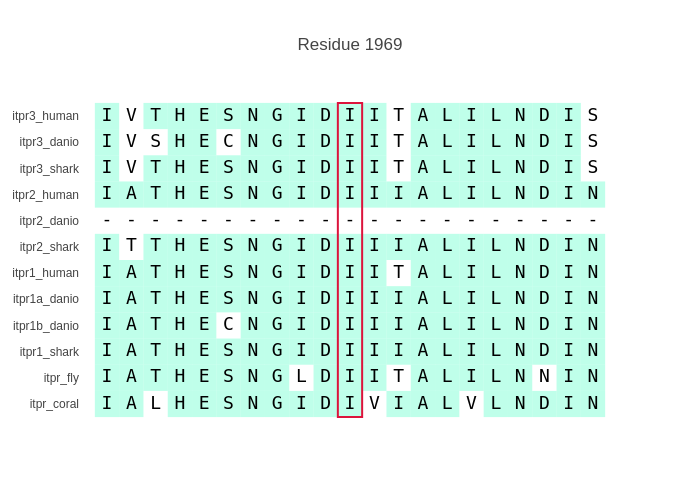 Residue 1969
itpr3_human I V T H E S N G I D I I T A L I L N D I S
itpr3_danio I V S H E C N G I D I I T A L I L N D I S
itpr3_shark I V T H E S N G I D I I T A L I L N D I S
itpr2_human I A T H E S N G I D I I I A L I L N D I N
itpr2_danio - - - - - - - - - - - - - - - - - - - - -
itpr2_shark I T T H E S N G I D I I I A L I L N D I N
itpr1_human I A T H E S N G I D I I T A L I L N D I N
itpr1a_danio I A T H E S N G I D I I I A L I L N D I N
itpr1b_danio I A T H E C N G I D I I I A L I L N D I N
itpr1_shark I A T H E S N G I D I I I A L I L N D I N
itpr_fly I A T H E S N G L D I I T A L I L N N I N
itpr_coral I A L H E S N G I D I V I A L V L N D I N